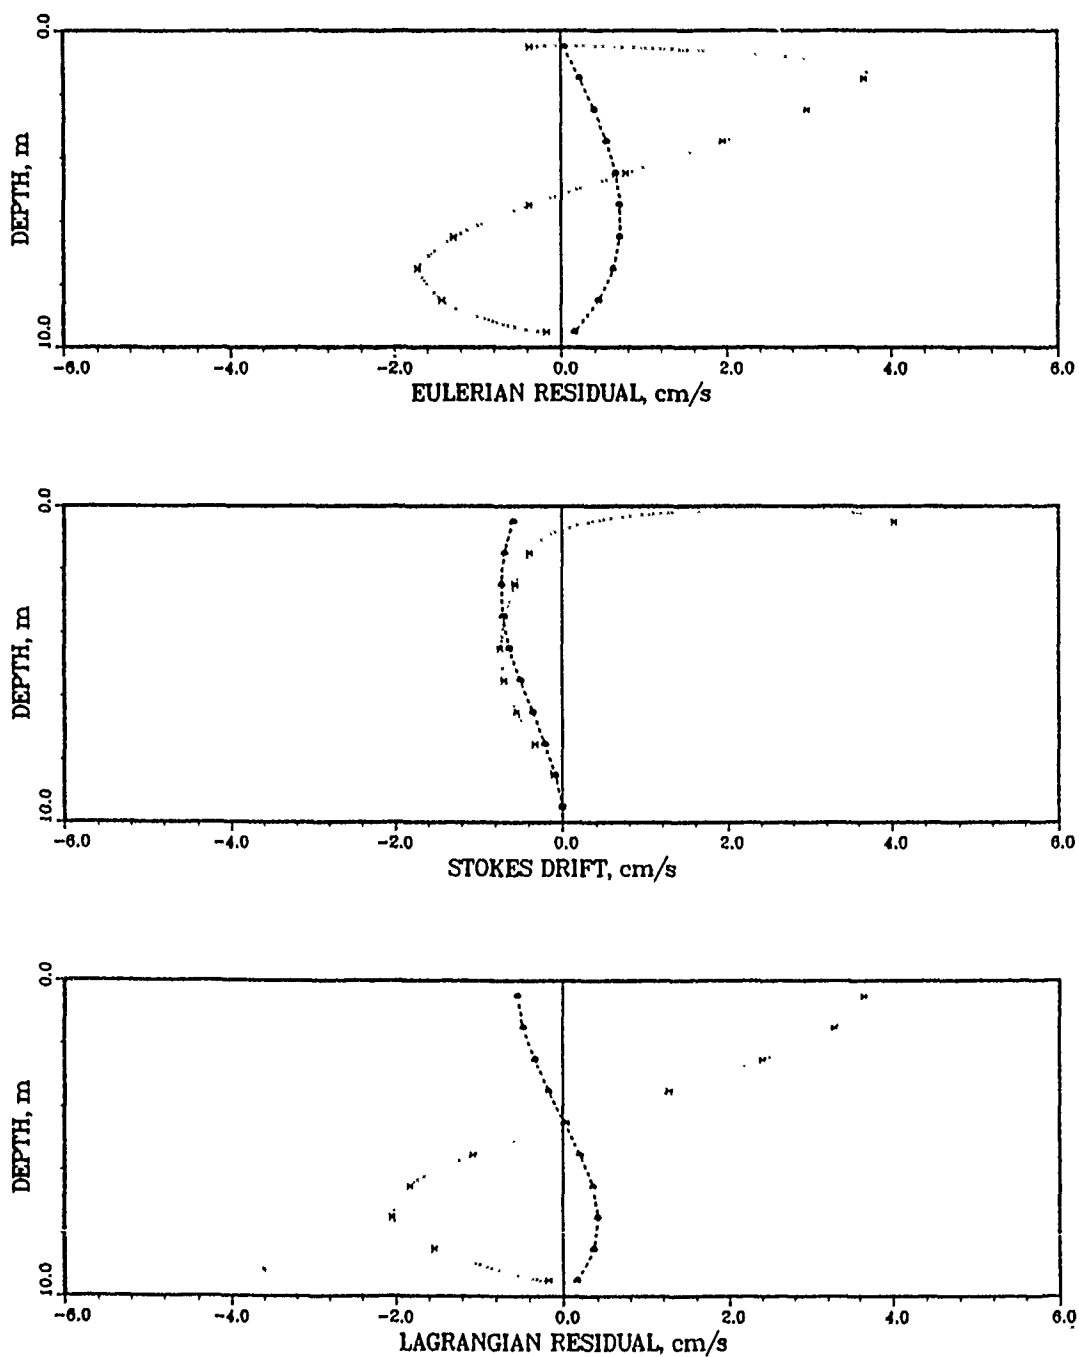 0.0
DEPTH, m
10.0
-6.0 -4.0 -2.0 0.0 2.0 4.0 6.0
EULERIAN RESIDUAL, cm/s
0.0
DEPTH, m
10.0
-6.0 -4.0 -2.0 0.0 2.0 4.0 6.0
STOKES DRIFT, cm/s
0.0
DEPTH, m
10.0
-6.0 -4.0 -2.0 0.0 2.0 4.0 6.0
LAGRANGIAN RESIDUAL, cm/s